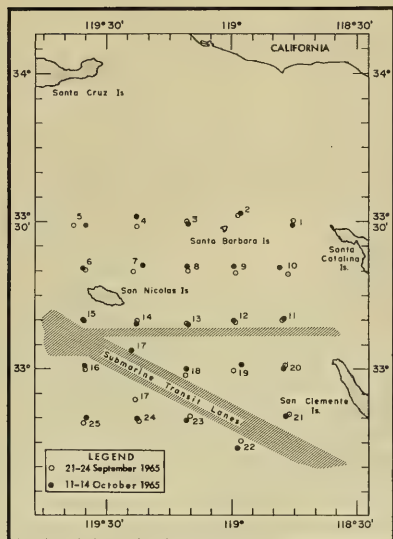 119° 30' 119° 118° 30'
CALIFORNIA
34° 34°
Santa Cruz Is
5 4 3 2 1
33° 30' 33° 30'
Santa Barbara Is
Santa Catalina Is.
6 7 8 9 10
San Nicolas Is
15 14 13 12 11
17
33° 33°
16 18 19 20
Submarine Transit Lanes
17
San Clemente Is.
25 24 23 22 21
LEGEND
21-24 September 1965
11-14 October 1965
119° 30' 119° 118° 30'